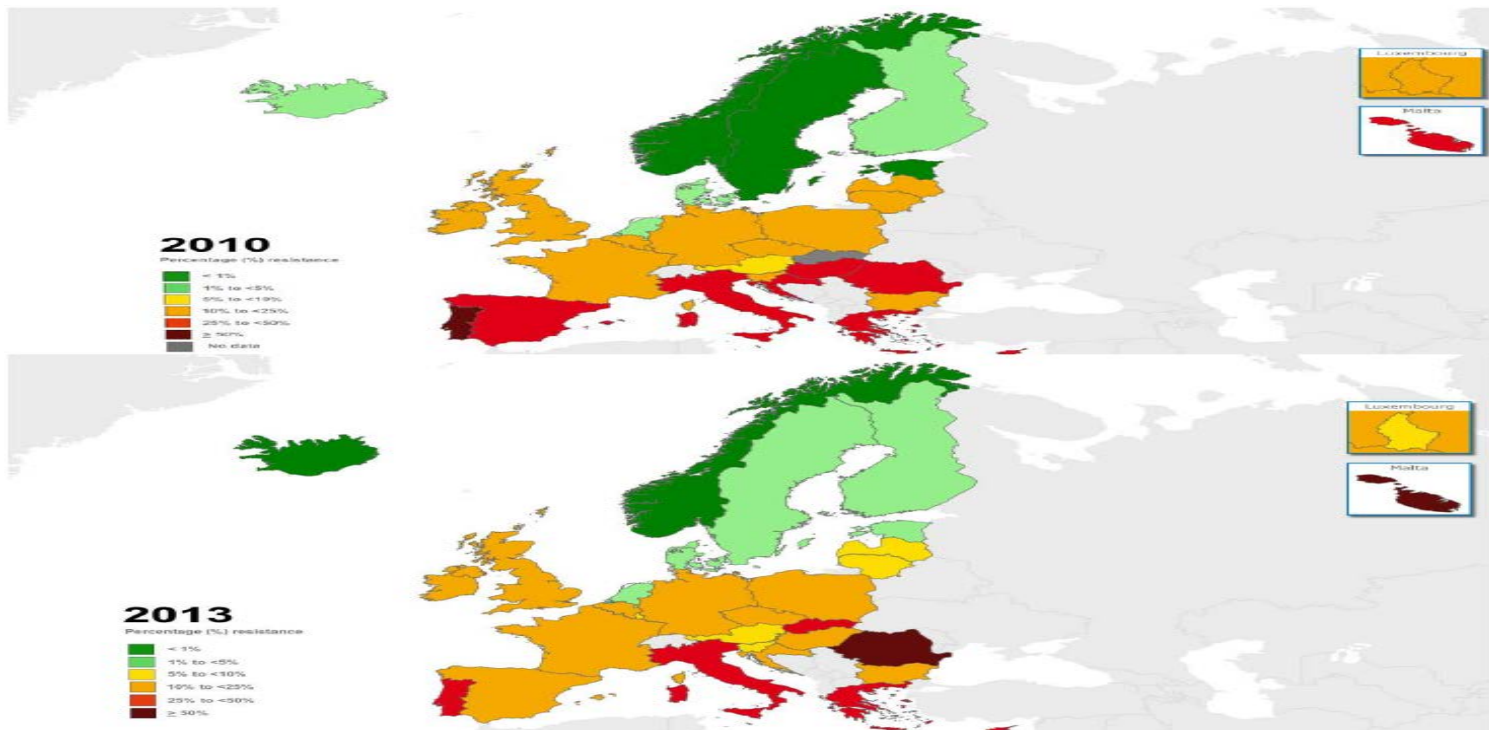 Luxembourg
Malta
2010
Percentage (%) resistance
< 1%
1% to <5%
5% to <10%
10% to <25%
25% to <50%
≥ 50%
No data
Luxembourg
Malta
2013
Percentage (%) resistance
< 1%
1% to <5%
5% to <10%
10% to <25%
25% to <50%
≥ 50%